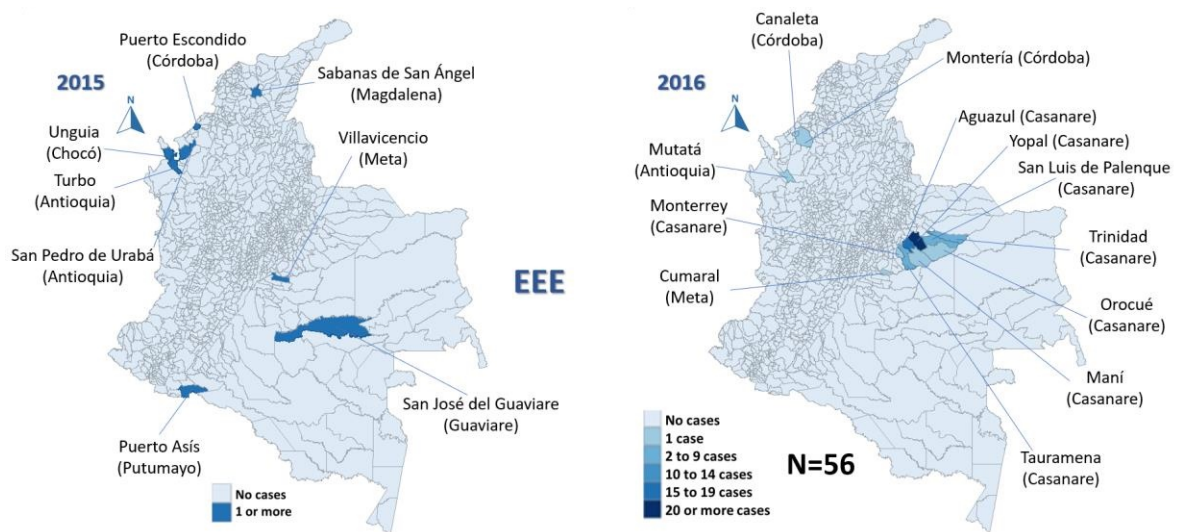 2015
N
Puerto Escondido
(Córdoba)
Sabanas de San Ángel
(Magdalena)
Unguia
(Chocó)
Villavicencio
(Meta)
Turbo
(Antioquia)
San Pedro de Urabá
(Antioquia)
EEE
San José del Guaviare
(Guaviare)
Puerto Asís
(Putumayo)
No cases
1 or more
2016
N
Canaleta
(Córdoba)
Montería (Córdoba)
Aguazul (Casanare)
Yopal (Casanare)
Mutatá
(Antioquia)
San Luis de Palenque
(Casanare)
Monterrey
(Casanare)
Trinidad
(Casanare)
Cumaral
(Meta)
Orocué
(Casanare)
Maní
(Casanare)
Tauramena
(Casanare)
No cases
1 case
2 to 9 cases
10 to 14 cases
15 to 19 cases
20 or more cases
N=56